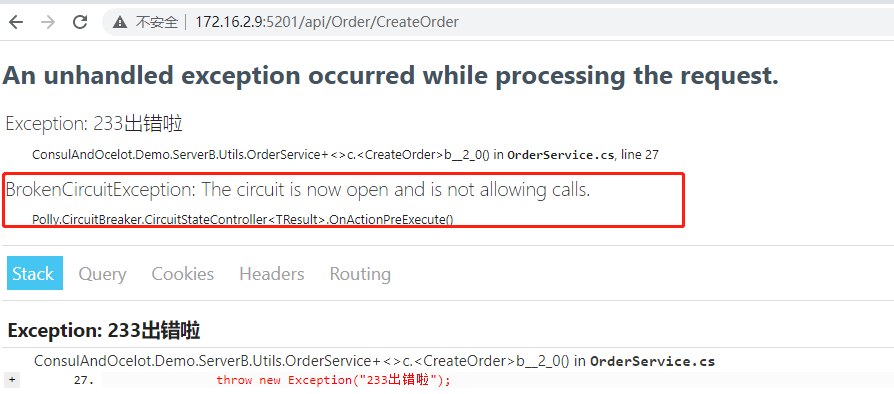 不安全 | 172.16.2.9:5201/api/Order/CreateOrder
An unhandled exception occurred while processing the request.
Exception: 233出错啦
ConsulAndOcelot.Demo.ServerB.Utils.OrderService+<>c.<CreateOrder>b__2_0() in OrderService.cs, line 27
BrokenCircuitException: The circuit is now open and is not allowing calls.
Polly.CircuitBreaker.CircuitStateController<TResult>.OnActionPreExecute()
Stack Query Cookies Headers Routing
Exception: 233出错啦
ConsulAndOcelot.Demo.ServerB.Utils.OrderService+<>c.<CreateOrder>b__2_0() in OrderService.cs
+ 27. throw new Exception("233出错啦");